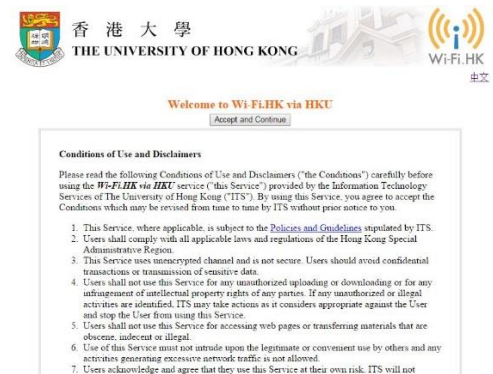 香港大學
THE UNIVERSITY OF HONG KONG
Wi-Fi.HK
中文
Welcome to Wi-Fi.HK via HKU
Accept and Continue
Conditions of Use and Disclaimers
Please read the following Conditions of Use and Disclaimers ("the Conditions") carefully before
using the Wi-Fi.HK via HKU service ("this Service") provided by the Information Technology
Services of The University of Hong Kong ("ITS"). By using this Service, you agree to accept the
Conditions which may be revised from time to time by ITS without prior notice to you.
1. This Service, where applicable, is subject to the Policies and Guidelines stipulated by ITS.
2. Users shall comply with all applicable laws and regulations of the Hong Kong Special
Administrative Region.
3. This Service uses unencrypted channel and is not secure. Users should avoid confidential
transactions or transmission of sensitive data.
4. Users shall not use this Service for any unauthorized uploading or downloading or for any
infringement of intellectual property rights of any parties. If any unauthorized or illegal
activities are identified, ITS may take actions as it considers appropriate against the User
and stop the User from using this Service.
5. Users shall not use this Service for accessing web pages or transferring materials that are
obscene, indecent or illegal.
6. Use of this Service must not intrude upon the legitimate or convenient use by others and any
activities generating excessive network traffic is not allowed.
7. Users acknowledge and agree that they use this Service at their own risk. ITS will not